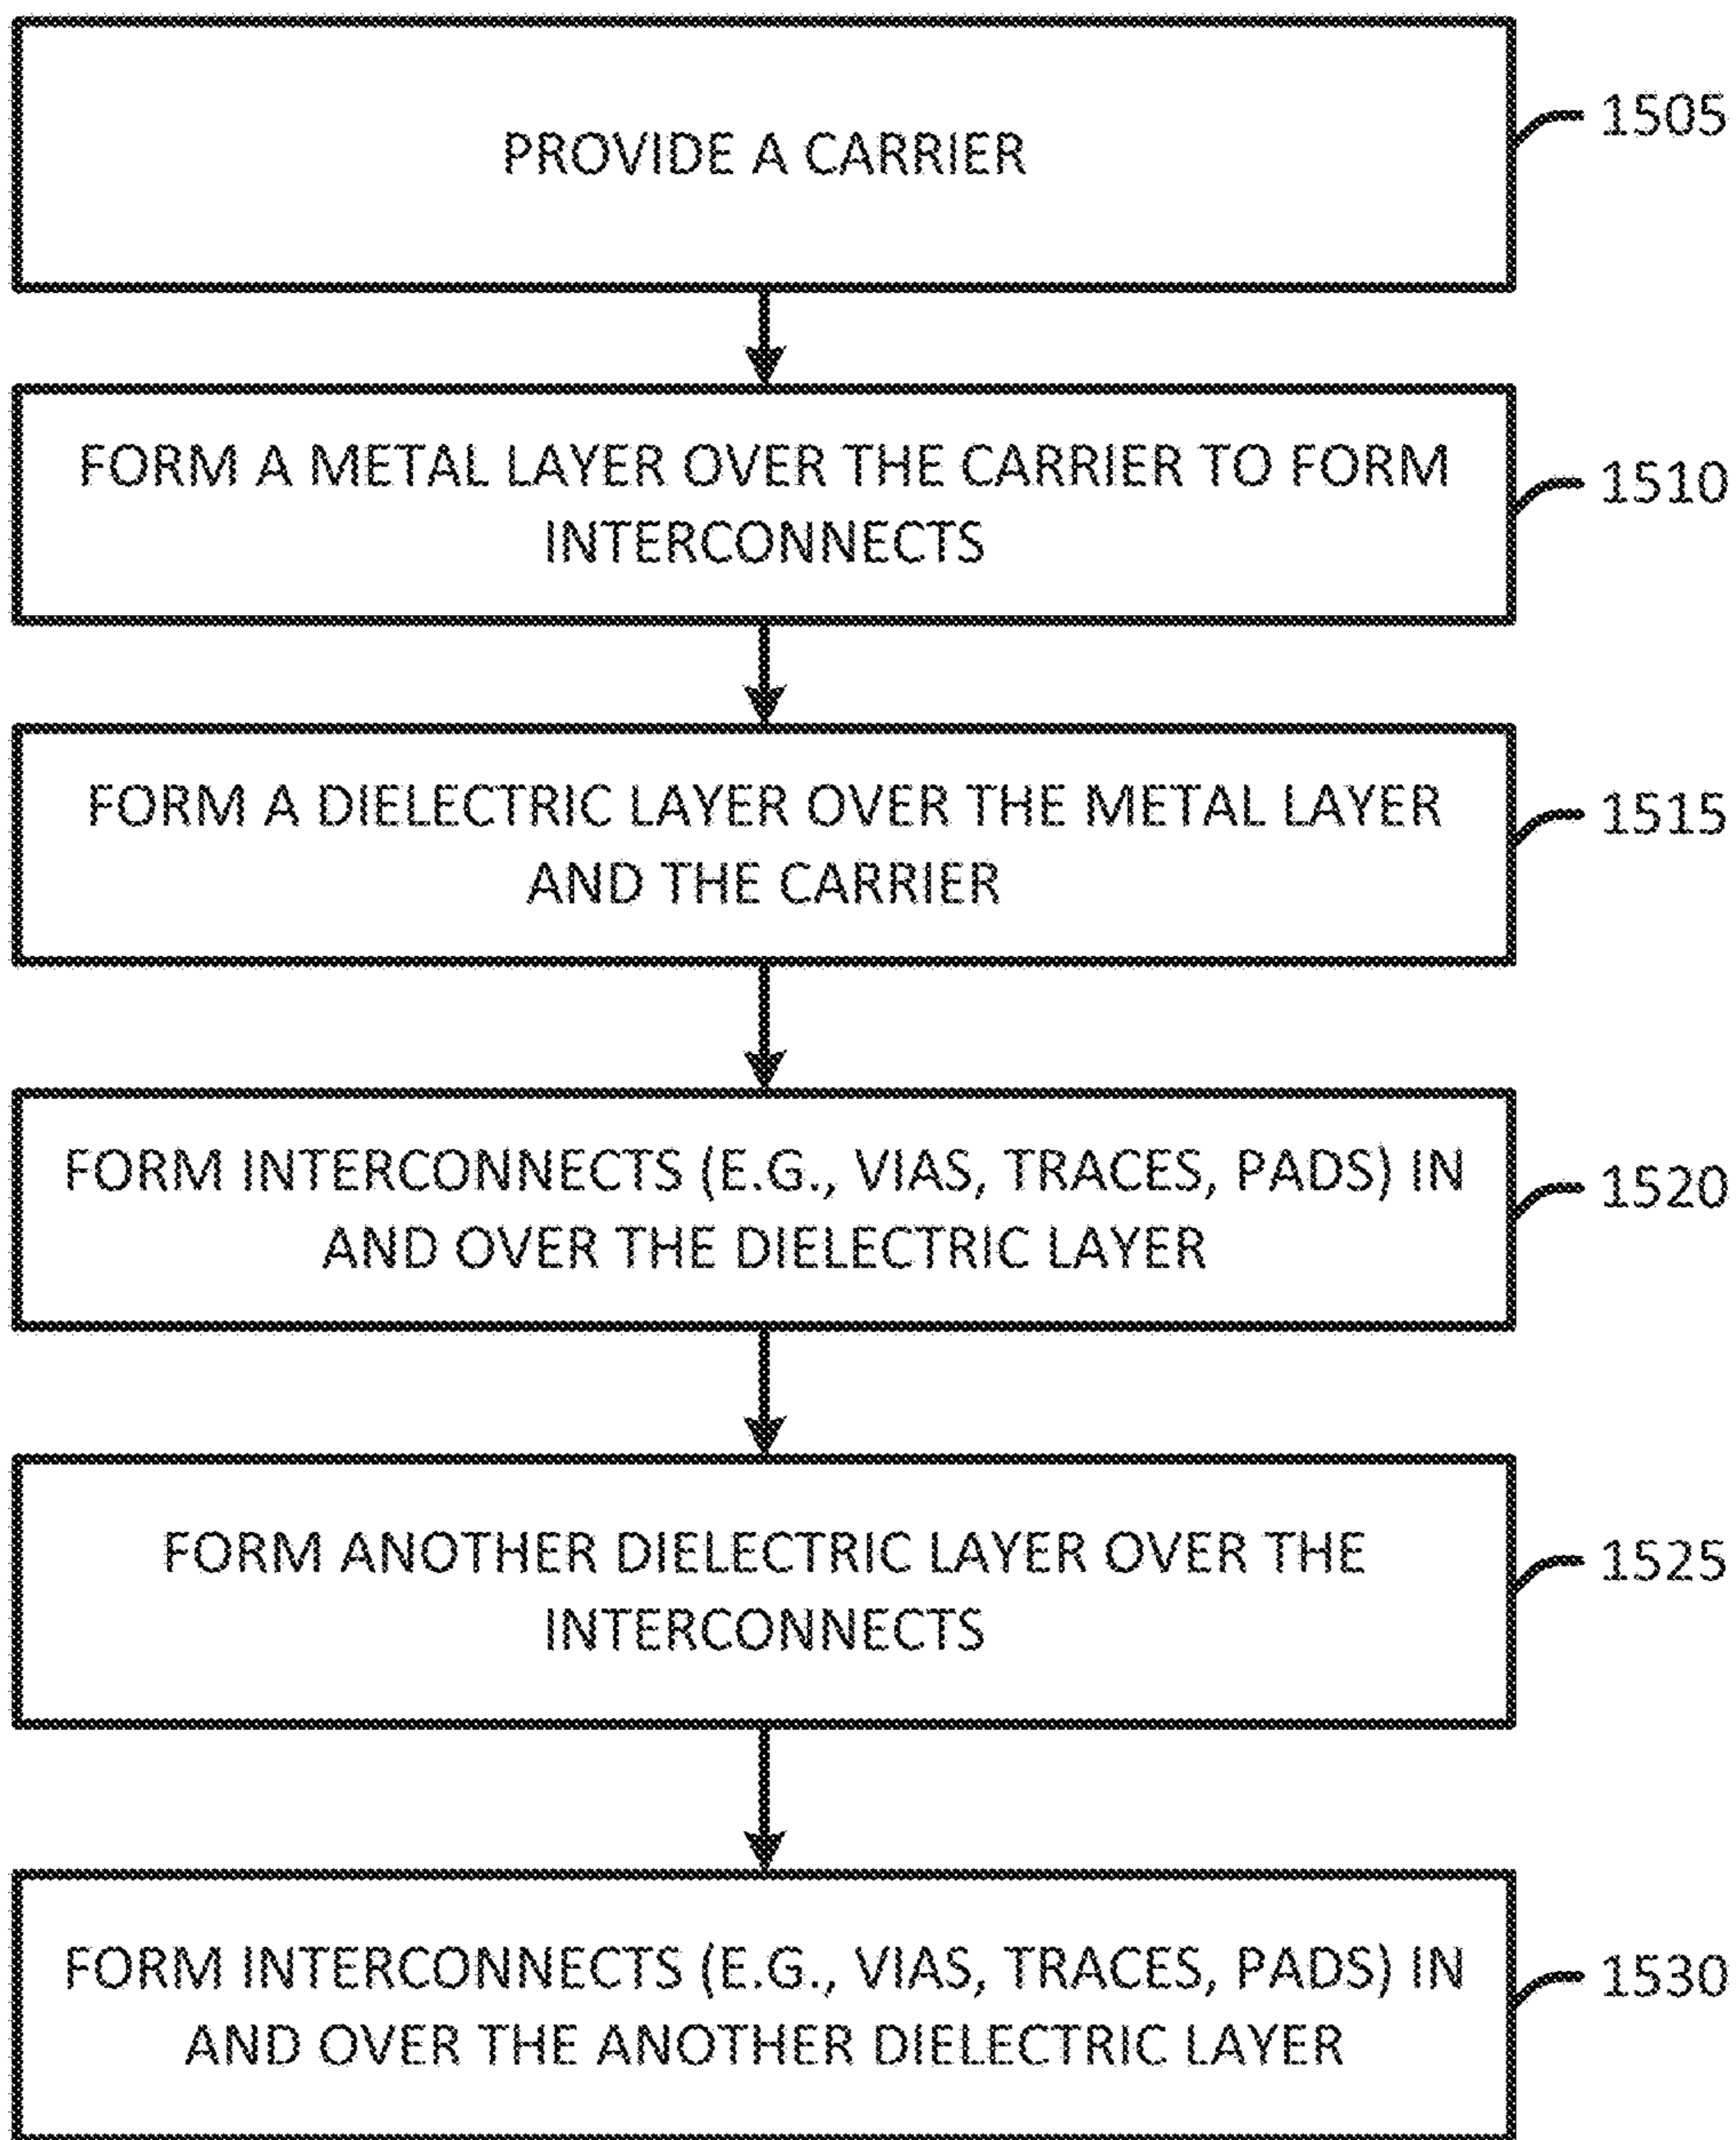 PROVIDE A CARRIER
1505
FORM A METAL LAYER OVER THE CARRIER TO FORM
INTERCONNECTS
1510
FORM A DIELECTRIC LAYER OVER THE METAL LAYER
AND THE CARRIER
1515
FORM INTERCONNECTS (E.G., VIAS, TRACES, PADS) IN
AND OVER THE DIELECTRIC LAYER
1520
FORM ANOTHER DIELECTRIC LAYER OVER THE
INTERCONNECTS
1525
FORM INTERCONNECTS (E.G., VIAS, TRACES, PADS) IN
AND OVER THE ANOTHER DIELECTRIC LAYER
1530